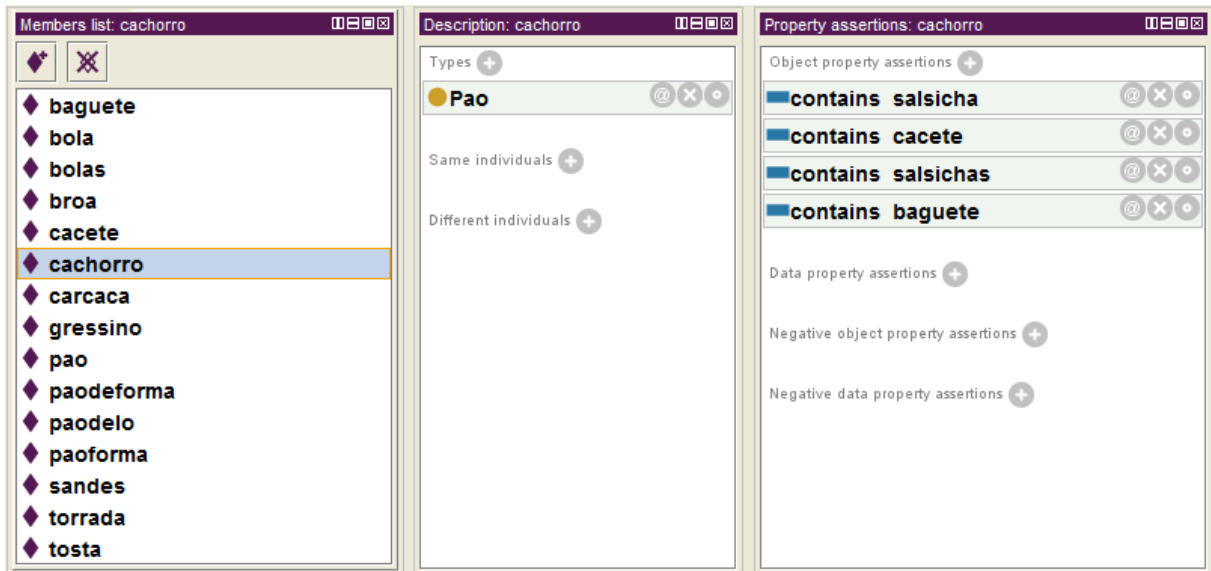 Members list: cachorro
baguete
bola
bolas
broa
cacete
cachorro
carcaca
gressino
pao
paodeforma
paodelo
paoforma
sandes
torrada
tosta
Description: cachorro
Types
Pao
Same individuals
Different individuals
Property assertions: cachorro
Object property assertions
contains salsicha
contains cacete
contains salsichas
contains baguete
Data property assertions
Negative object property assertions
Negative data property assertions